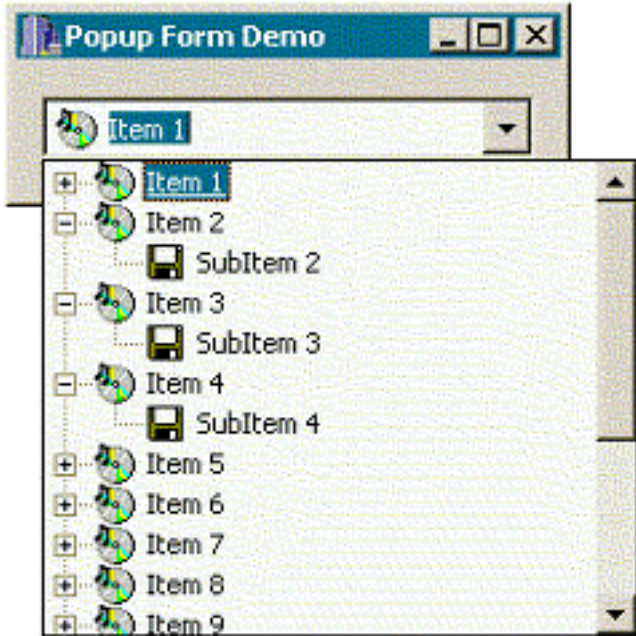 Popup Form Demo
Item 1
Item 1
Item 2
SubItem 2
Item 3
SubItem 3
Item 4
SubItem 4
Item 5
Item 6
Item 7
Item 8
Item 9